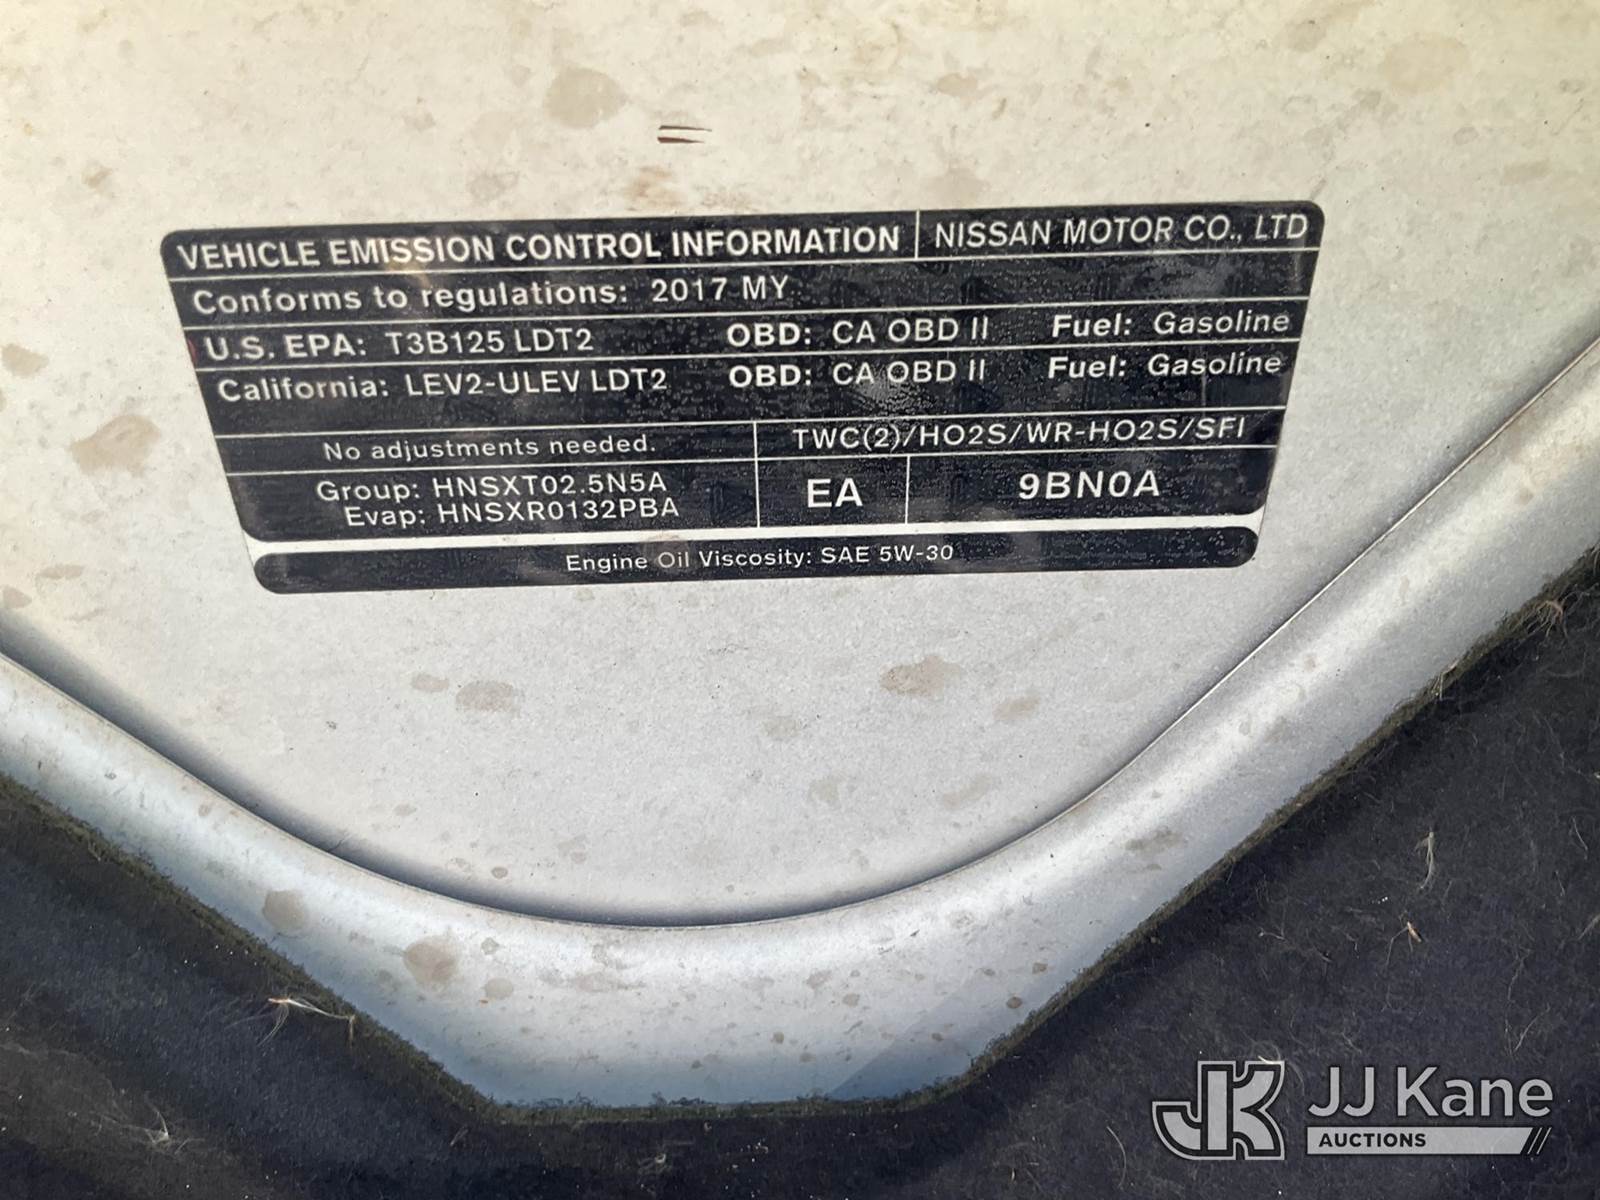 VEHICLE EMISSION CONTROL INFORMATION NISSAN MOTOR CO., LTD
Conforms to regulations: 2017 MY
U.S. EPA: T3B125 LDT2 OBD: CA OBD II Fuel: Gasoline
California: LEV2-ULEV LDT2 OBD: CA OBD II Fuel: Gasoline
No adjustments needed. TWC(2)/HO2S/WR-HO2S/SFI
Group: HNSXT02.5N5A
Evap: HNSXR0132PBA
EA 9BN0A
Engine Oil Viscosity: SAE 5W-30
JK JJ Kane
AUCTIONS